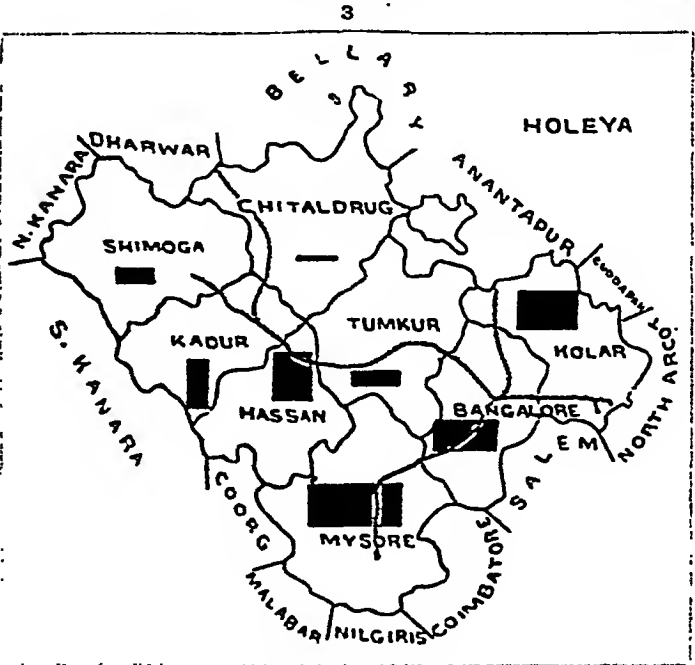 3
BELLARY
HOLEYA
DHARWAR
N. KANARA
ANANTAPUR
CHITALDRUG
SHIMOGA
CUDDAPAH
TUMKUR
KADUR
KOLAR
NORTH ARCOT
S. KANARA
HASSAN
BANGALORE
SALEM
COORG
MYSORE
COIMBATORE
MALABAR
NILGIRIS